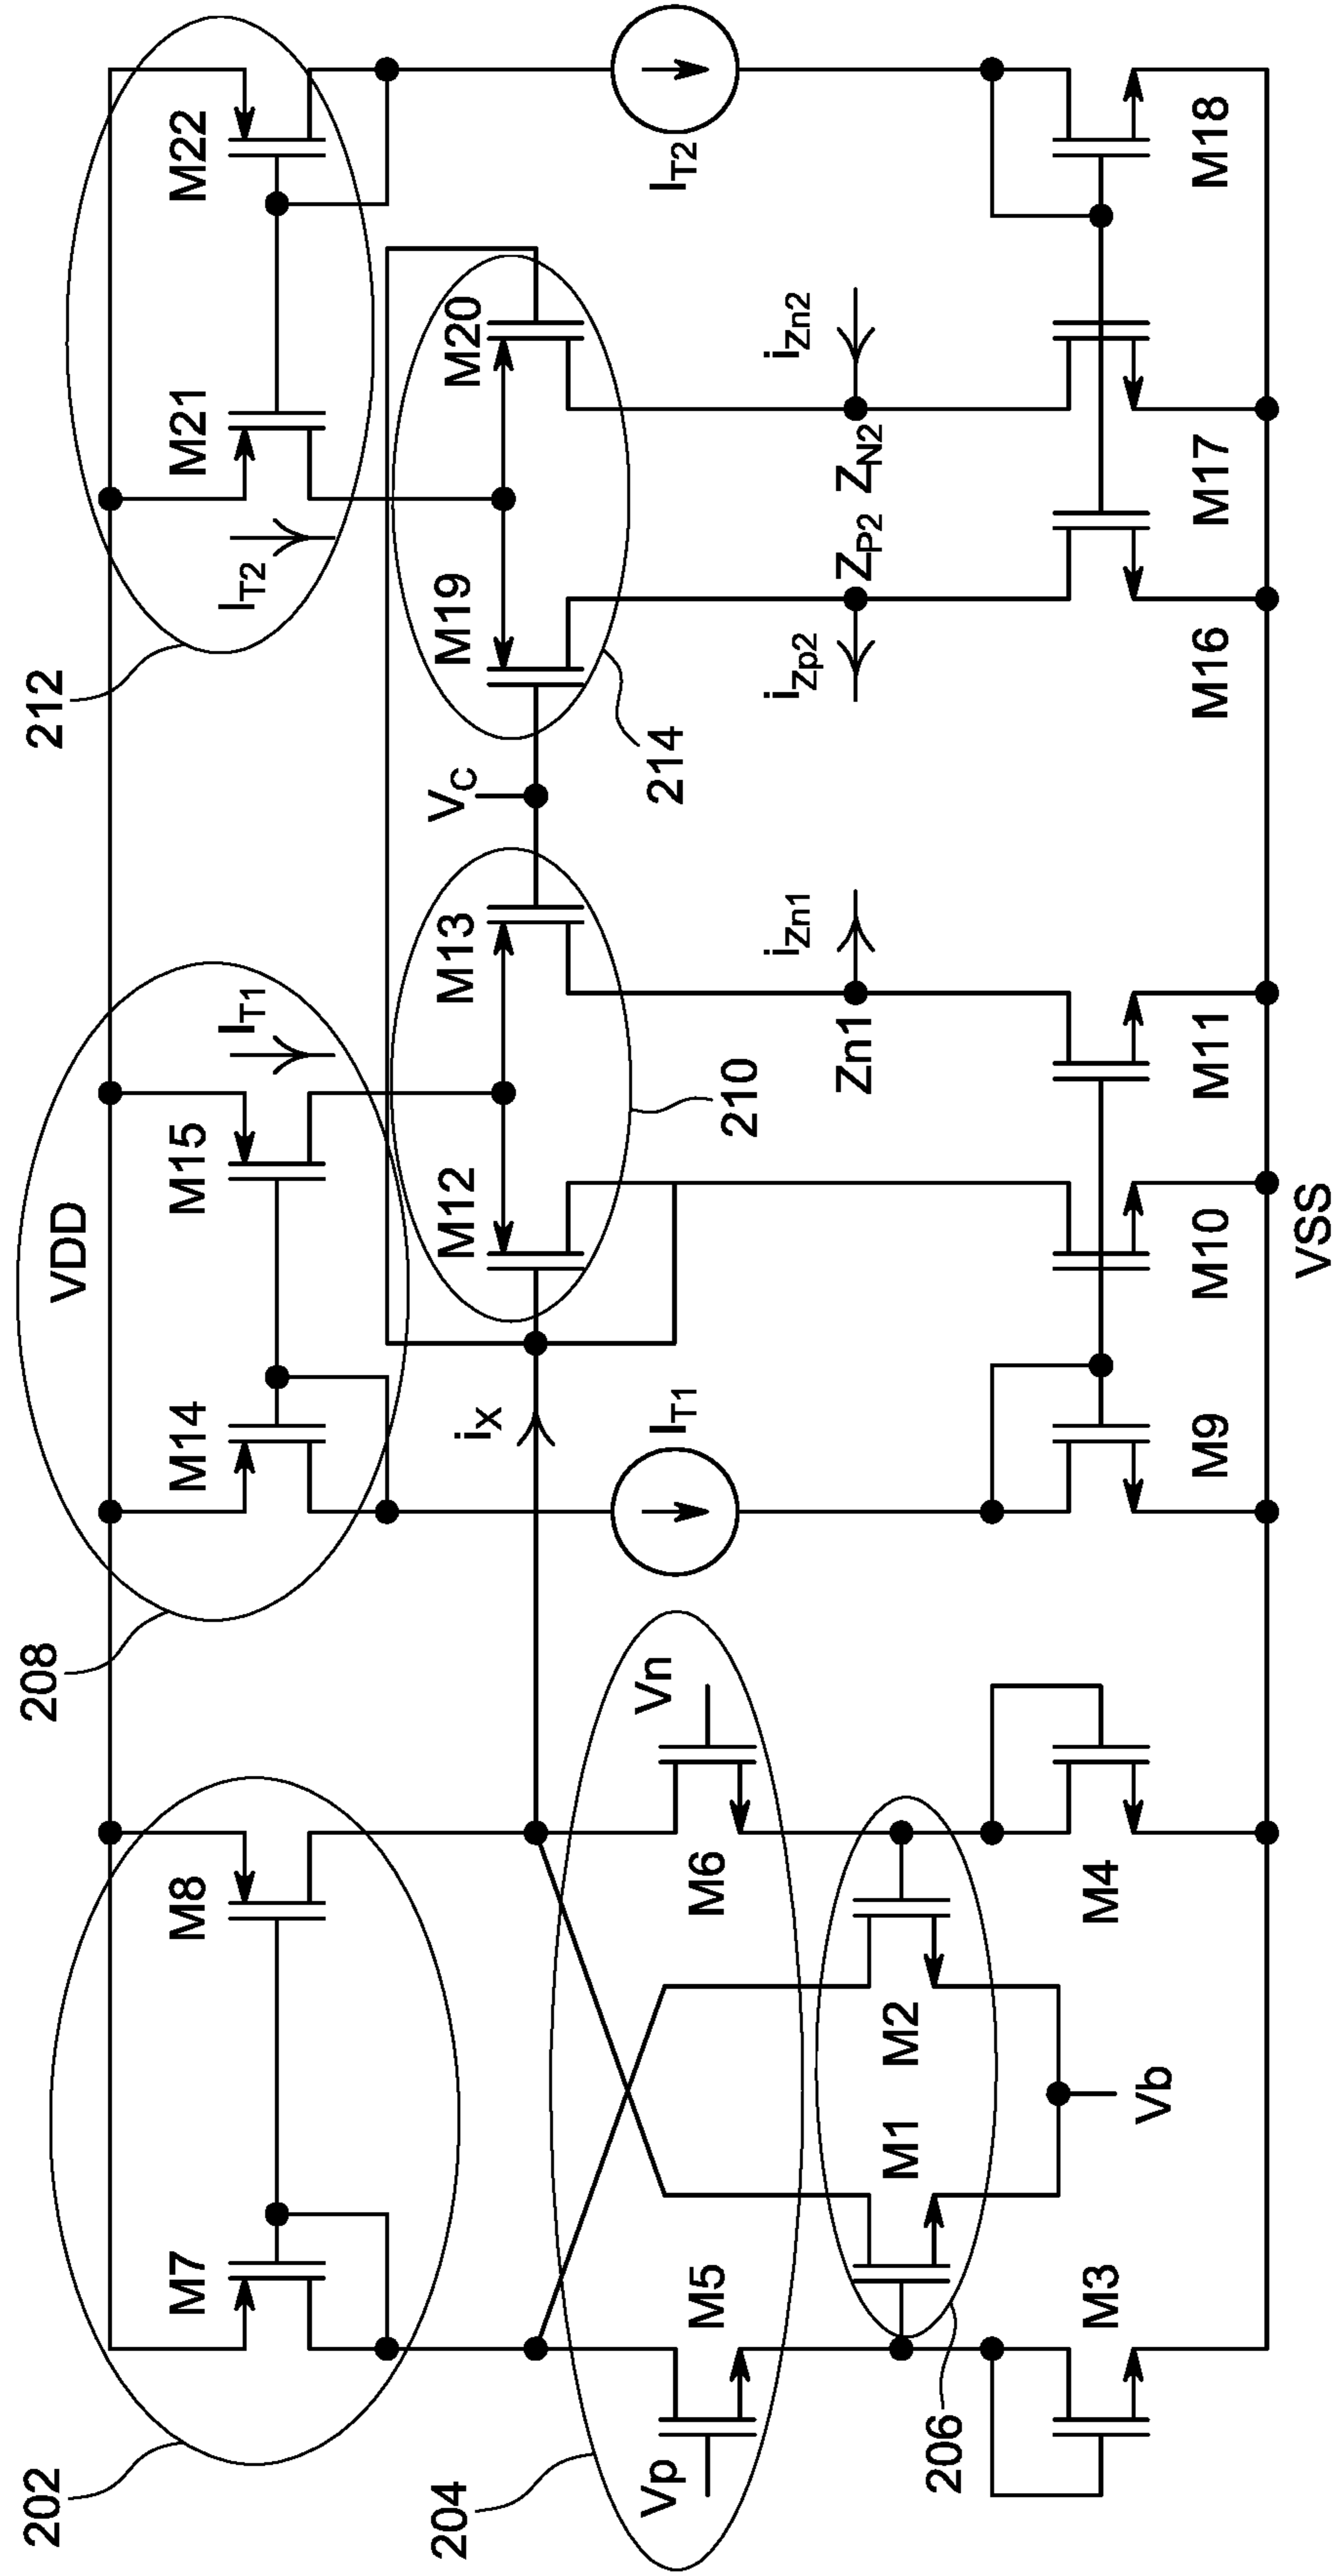 202
208
212
VDD
M7
M8
M14
M15
I_T1
I_T2
M21
M22
204
M12
M13
V_C
M19
M20
i_X
210
214
Vp
M5
M6
Vn
I_T1
I_T2
Zn1
i_Zn1
i_Zp2
Z_P2
Z_N2
i_Zn2
206
M1
M2
M3
Vb
M4
M9
M10
M11
M16
M17
M18
VSS